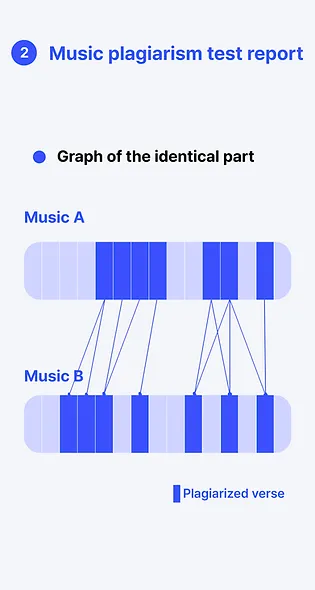 2 Music plagiarism test report
Graph of the identical part
Music A
Music B
Plagiarized verse